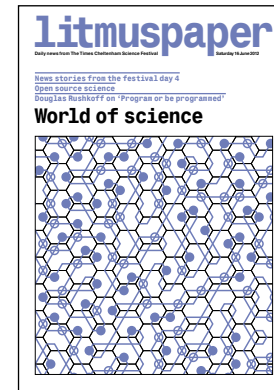 litmuspaper
Daily news from The Times Cheltenham Science Festival Saturday 16 June 2012
News stories from the festival day 4
Open source science
Douglas Rushkoff on ‘Program or be programmed’
World of science